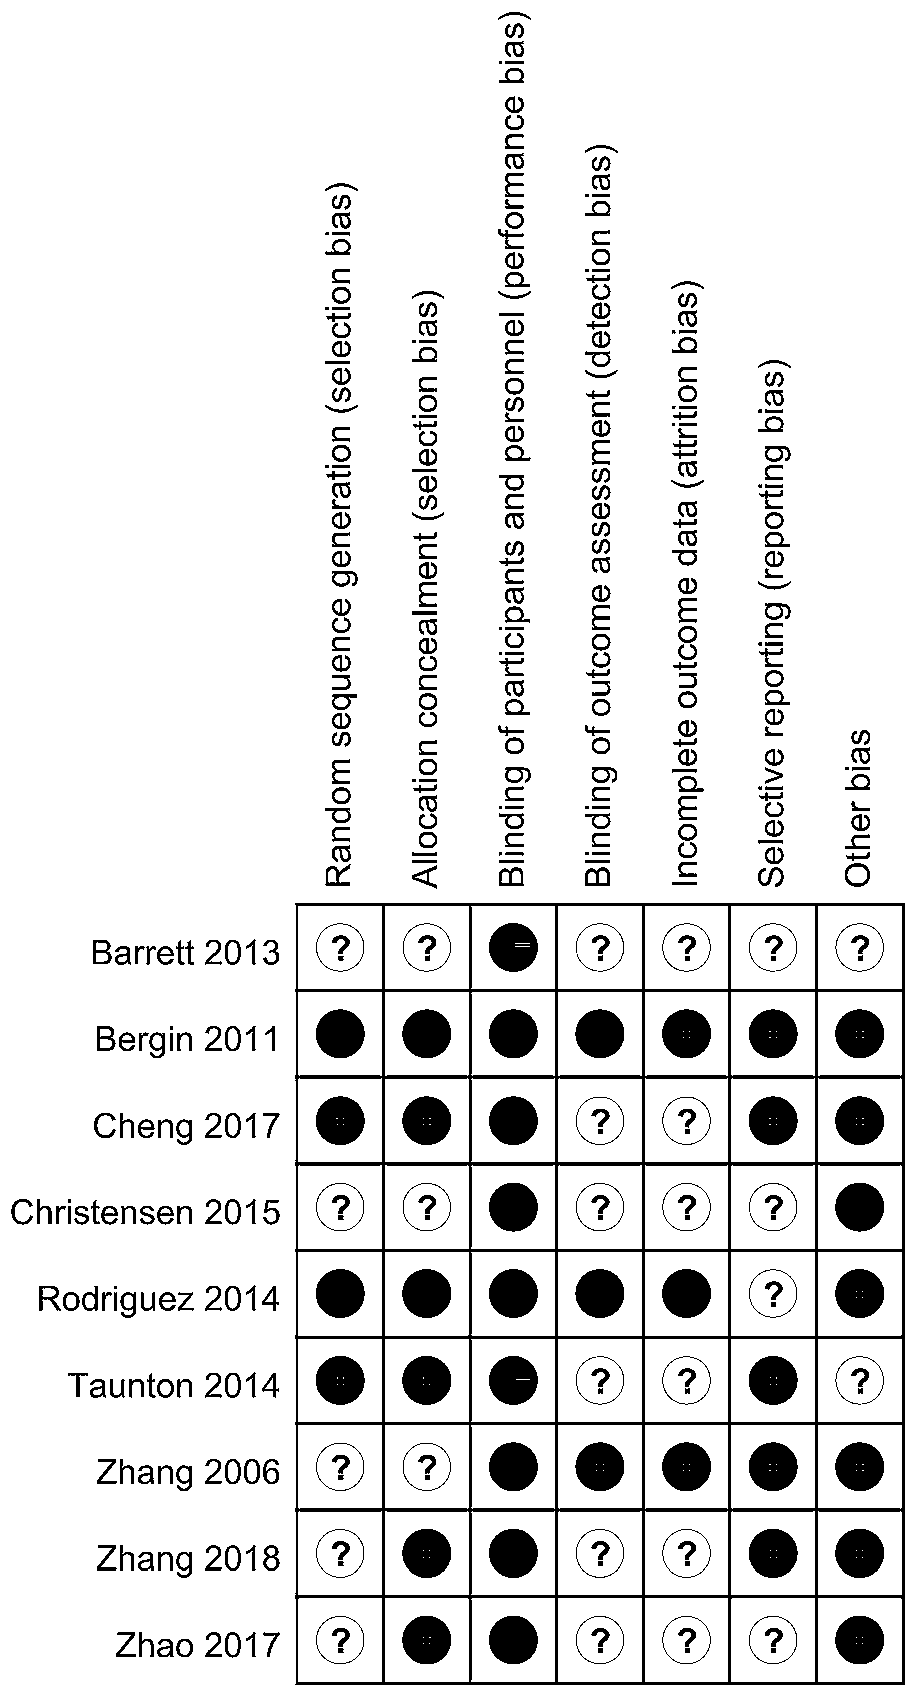 Random sequence generation (selection bias)
Allocation concealment (selection bias)
Blinding of participants and personnel (performance bias)
Blinding of outcome assessment (detection bias)
Incomplete outcome data (attrition bias)
Selective reporting (reporting bias)
Other bias
Barrett 2013 ? ? ? ? ? ?
Bergin 2011
Cheng 2017 ? ?
Christensen 2015 ? ? ? ? ?
Rodriguez 2014 ?
Taunton 2014 ? ? ?
Zhang 2006 ? ?
Zhang 2018 ? ? ?
Zhao 2017 ? ? ? ?